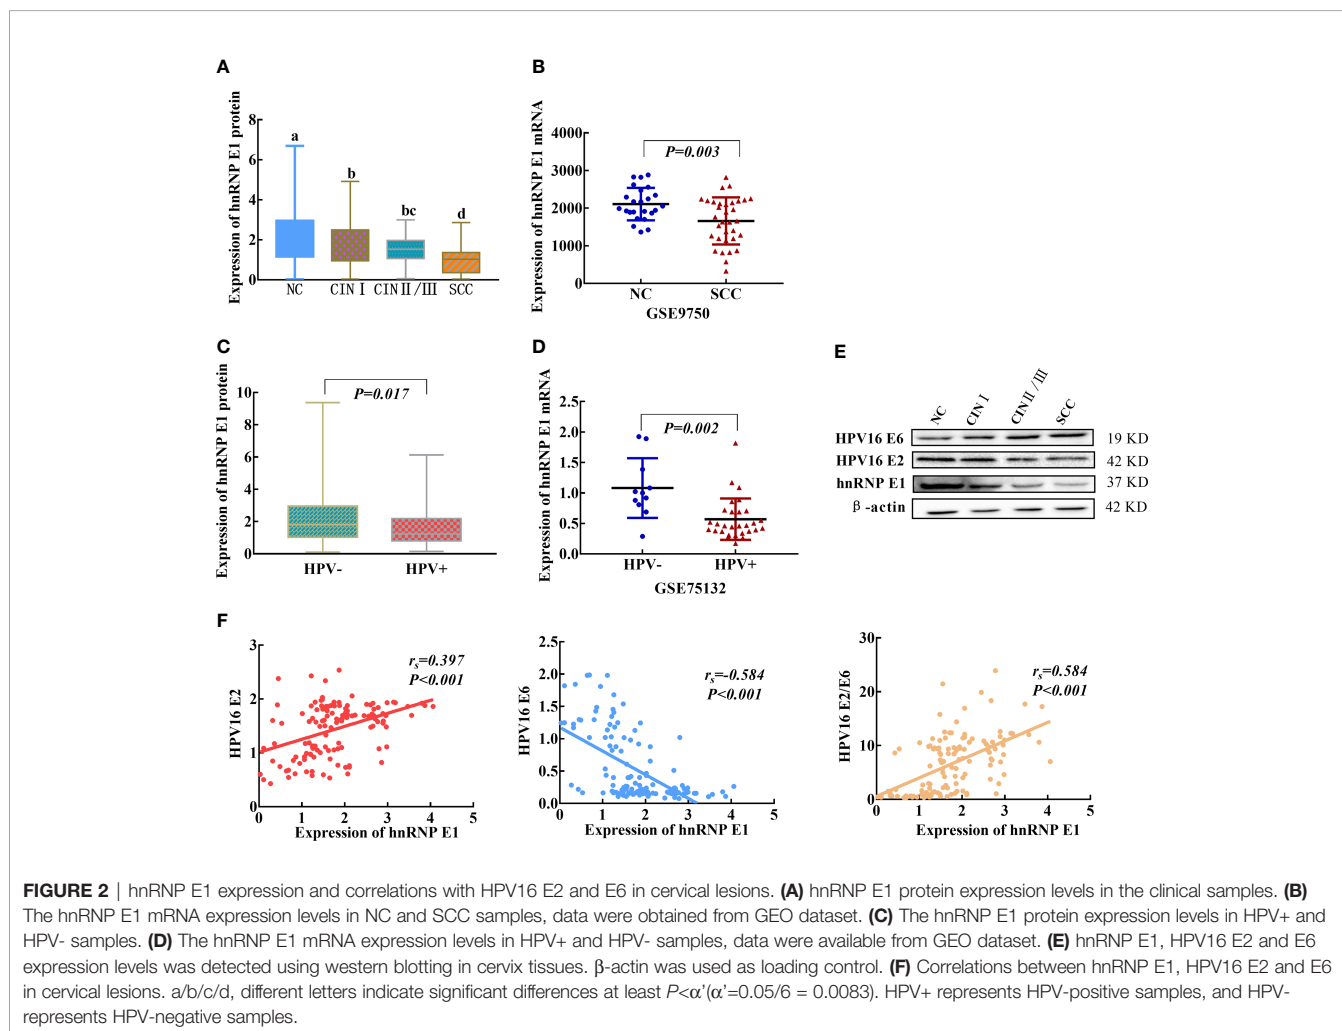 A
B
Expression of hnRNP E1 protein
8
6
4
2
0
a
b
bc
d
NC
CIN Ⅰ
CIN Ⅱ/Ⅲ
SCC
Expression of hnRNP E1 mRNA
4000
3000
2000
1000
0
P=0.003
NC
SCC
GSE9750
C
D
E
Expression of hnRNP E1 protein
10
8
6
4
2
0
P=0.017
HPV-
HPV+
Expression of hnRNP E1 mRNA
2.5
2.0
1.5
1.0
0.5
0.0
P=0.002
HPV-
HPV+
GSE75132
NC
CIN Ⅰ
CIN Ⅱ/Ⅲ
SCC
HPV16 E6 19 KD
HPV16 E2 42 KD
hnRNP E1 37 KD
β-actin 42 KD
F
HPV16 E2
3
2
1
0
rs=0.397
P<0.001
0 1 2 3 4 5
Expression of hnRNP E1
HPV16 E6
2.5
2.0
1.5
1.0
0.5
0.0
rs=-0.584
P<0.001
0 1 2 3 4 5
Expression of hnRNP E1
HPV16 E2/E6
30
20
10
0
rs=0.584
P<0.001
0 1 2 3 4 5
Expression of hnRNP E1
FIGURE 2 | hnRNP E1 expression and correlations with HPV16 E2 and E6 in cervical lesions. (A) hnRNP E1 protein expression levels in the clinical samples. (B)
The hnRNP E1 mRNA expression levels in NC and SCC samples, data were obtained from GEO dataset. (C) The hnRNP E1 protein expression levels in HPV+ and
HPV- samples. (D) The hnRNP E1 mRNA expression levels in HPV+ and HPV- samples, data were available from GEO dataset. (E) hnRNP E1, HPV16 E2 and E6
expression levels was detected using western blotting in cervix tissues. β-actin was used as loading control. (F) Correlations between hnRNP E1, HPV16 E2 and E6
in cervical lesions. a/b/c/d, different letters indicate significant differences at least P<α’(α’=0.05/6 = 0.0083). HPV+ represents HPV-positive samples, and HPV-
represents HPV-negative samples.